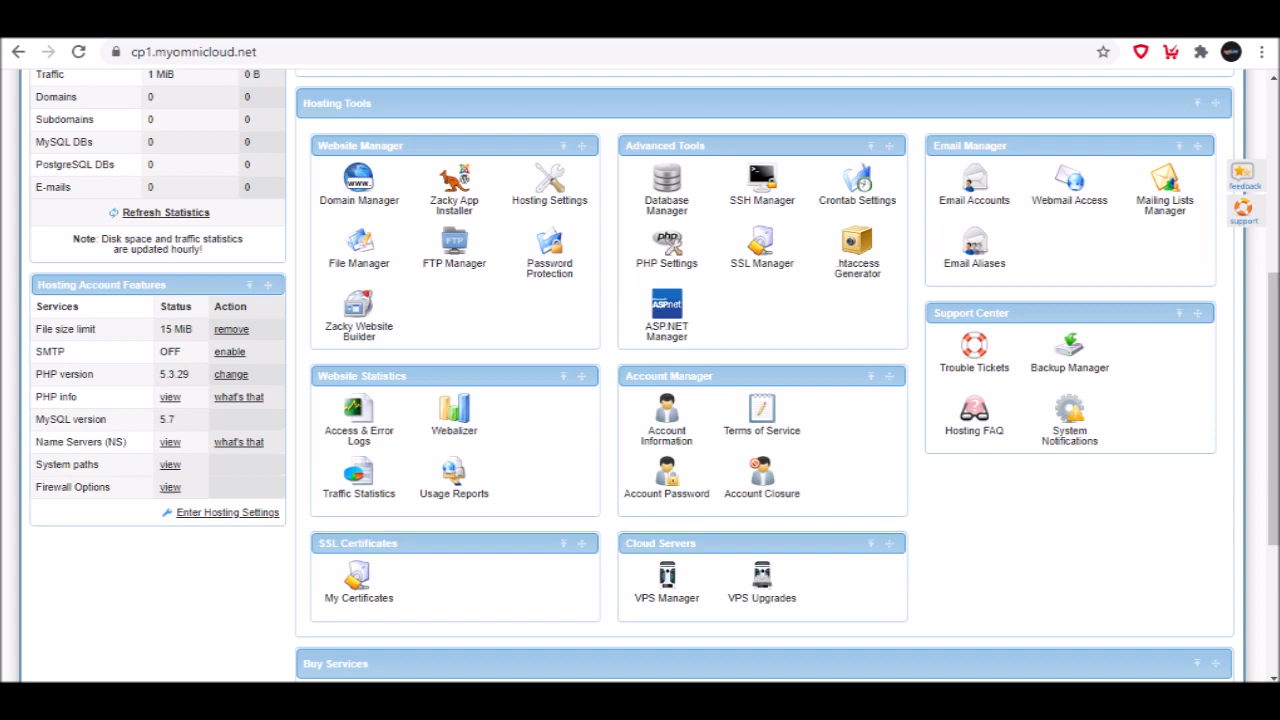 cp1.myomnicloud.net
Traffic 1 MiB 0 B
Domains 0 0
Subdomains 0 0
MySQL DBs 0 0
PostgreSQL DBs 0 0
E-mails 0 0
Refresh Statistics
Note: Disk space and traffic statistics
are updated hourly!
Hosting Account Features
Services Status Action
File size limit 15 MiB remove
SMTP OFF enable
PHP version 5.3.29 change
PHP info view what's that
MySQL version 5.7
Name Servers (NS) view what's that
System paths view
Firewall Options view
Enter Hosting Settings
Hosting Tools
Website Manager
Domain Manager
Zacky App
Installer
Hosting Settings
File Manager
FTP Manager
Password
Protection
Zacky Website
Builder
Advanced Tools
Database
Manager
SSH Manager
Crontab Settings
php
PHP Settings
SSL Manager
.htaccess
Generator
ASP.NET
Manager
Email Manager
Email Accounts
Webmail Access
Mailing Lists
Manager
Email Aliases
Website Statistics
Access & Error
Logs
Webalizer
Traffic Statistics
Usage Reports
Account Manager
Account
Information
Terms of Service
Account Password
Account Closure
Support Center
Trouble Tickets
Backup Manager
Hosting FAQ
System
Notifications
SSL Certificates
My Certificates
Cloud Servers
VPS Manager
VPS Upgrades
Buy Services
feedback
support
www.
FTP
ASPnet